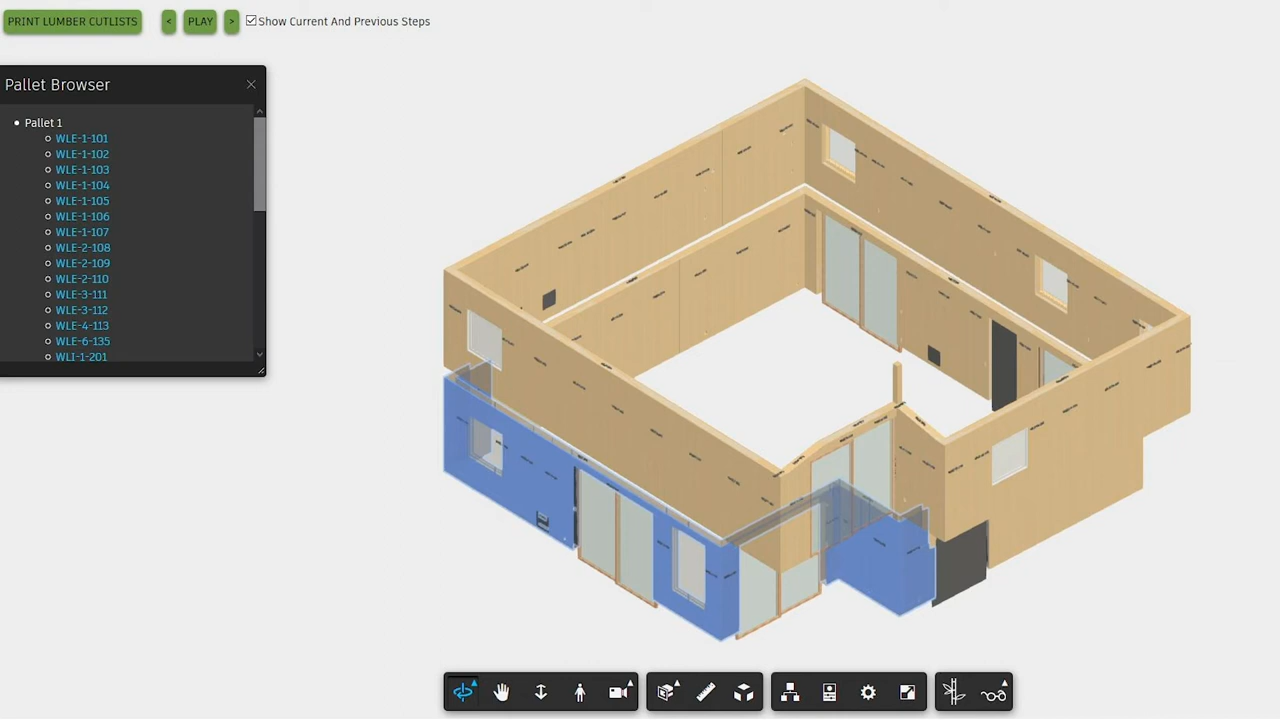 PRINT LUMBER CUTLISTS < PLAY > Show Current And Previous Steps
Pallet Browser
Pallet 1
WLE-1-101
WLE-1-102
WLE-1-103
WLE-1-104
WLE-1-105
WLE-1-106
WLE-1-107
WLE-2-108
WLE-2-109
WLE-2-110
WLE-3-111
WLE-3-112
WLE-4-113
WLE-6-135
WLI-1-201